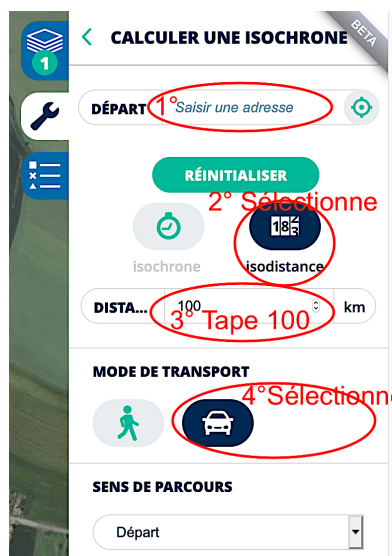 BETA
< CALCULER UNE ISOCHRONE
1
DÉPART 1° Saisir une adresse
RÉINITIALISER
2° Sélectionne
isochrone
isodistance
DISTA... 100 km
3° Tape 100
MODE DE TRANSPORT
4°Sélectionne
SENS DE PARCOURS
Départ